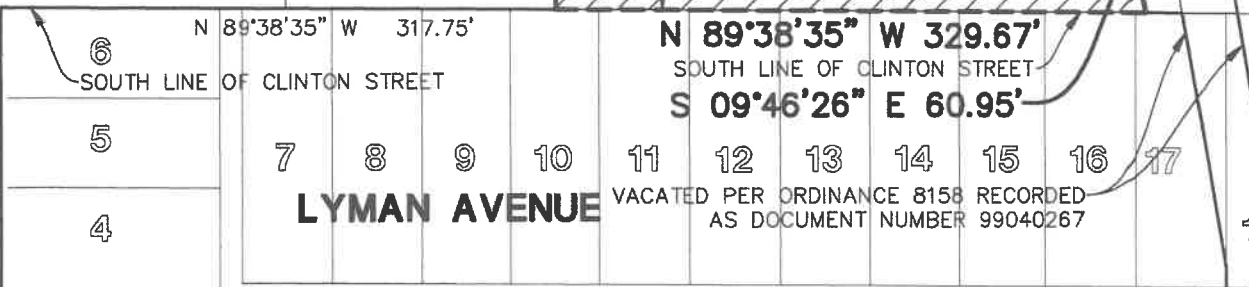 N 89°38'35" W 317.75'
N 89°38'35" W 329.67'
6
SOUTH LINE OF CLINTON STREET
SOUTH LINE OF CLINTON STREET
S 09°46'26" E 60.95'
5
7 8 9 10 11 12 13 14 15 16 17
LYMAN AVENUE
VACATED PER ORDINANCE 8158 RECORDED
AS DOCUMENT NUMBER 99040267
4